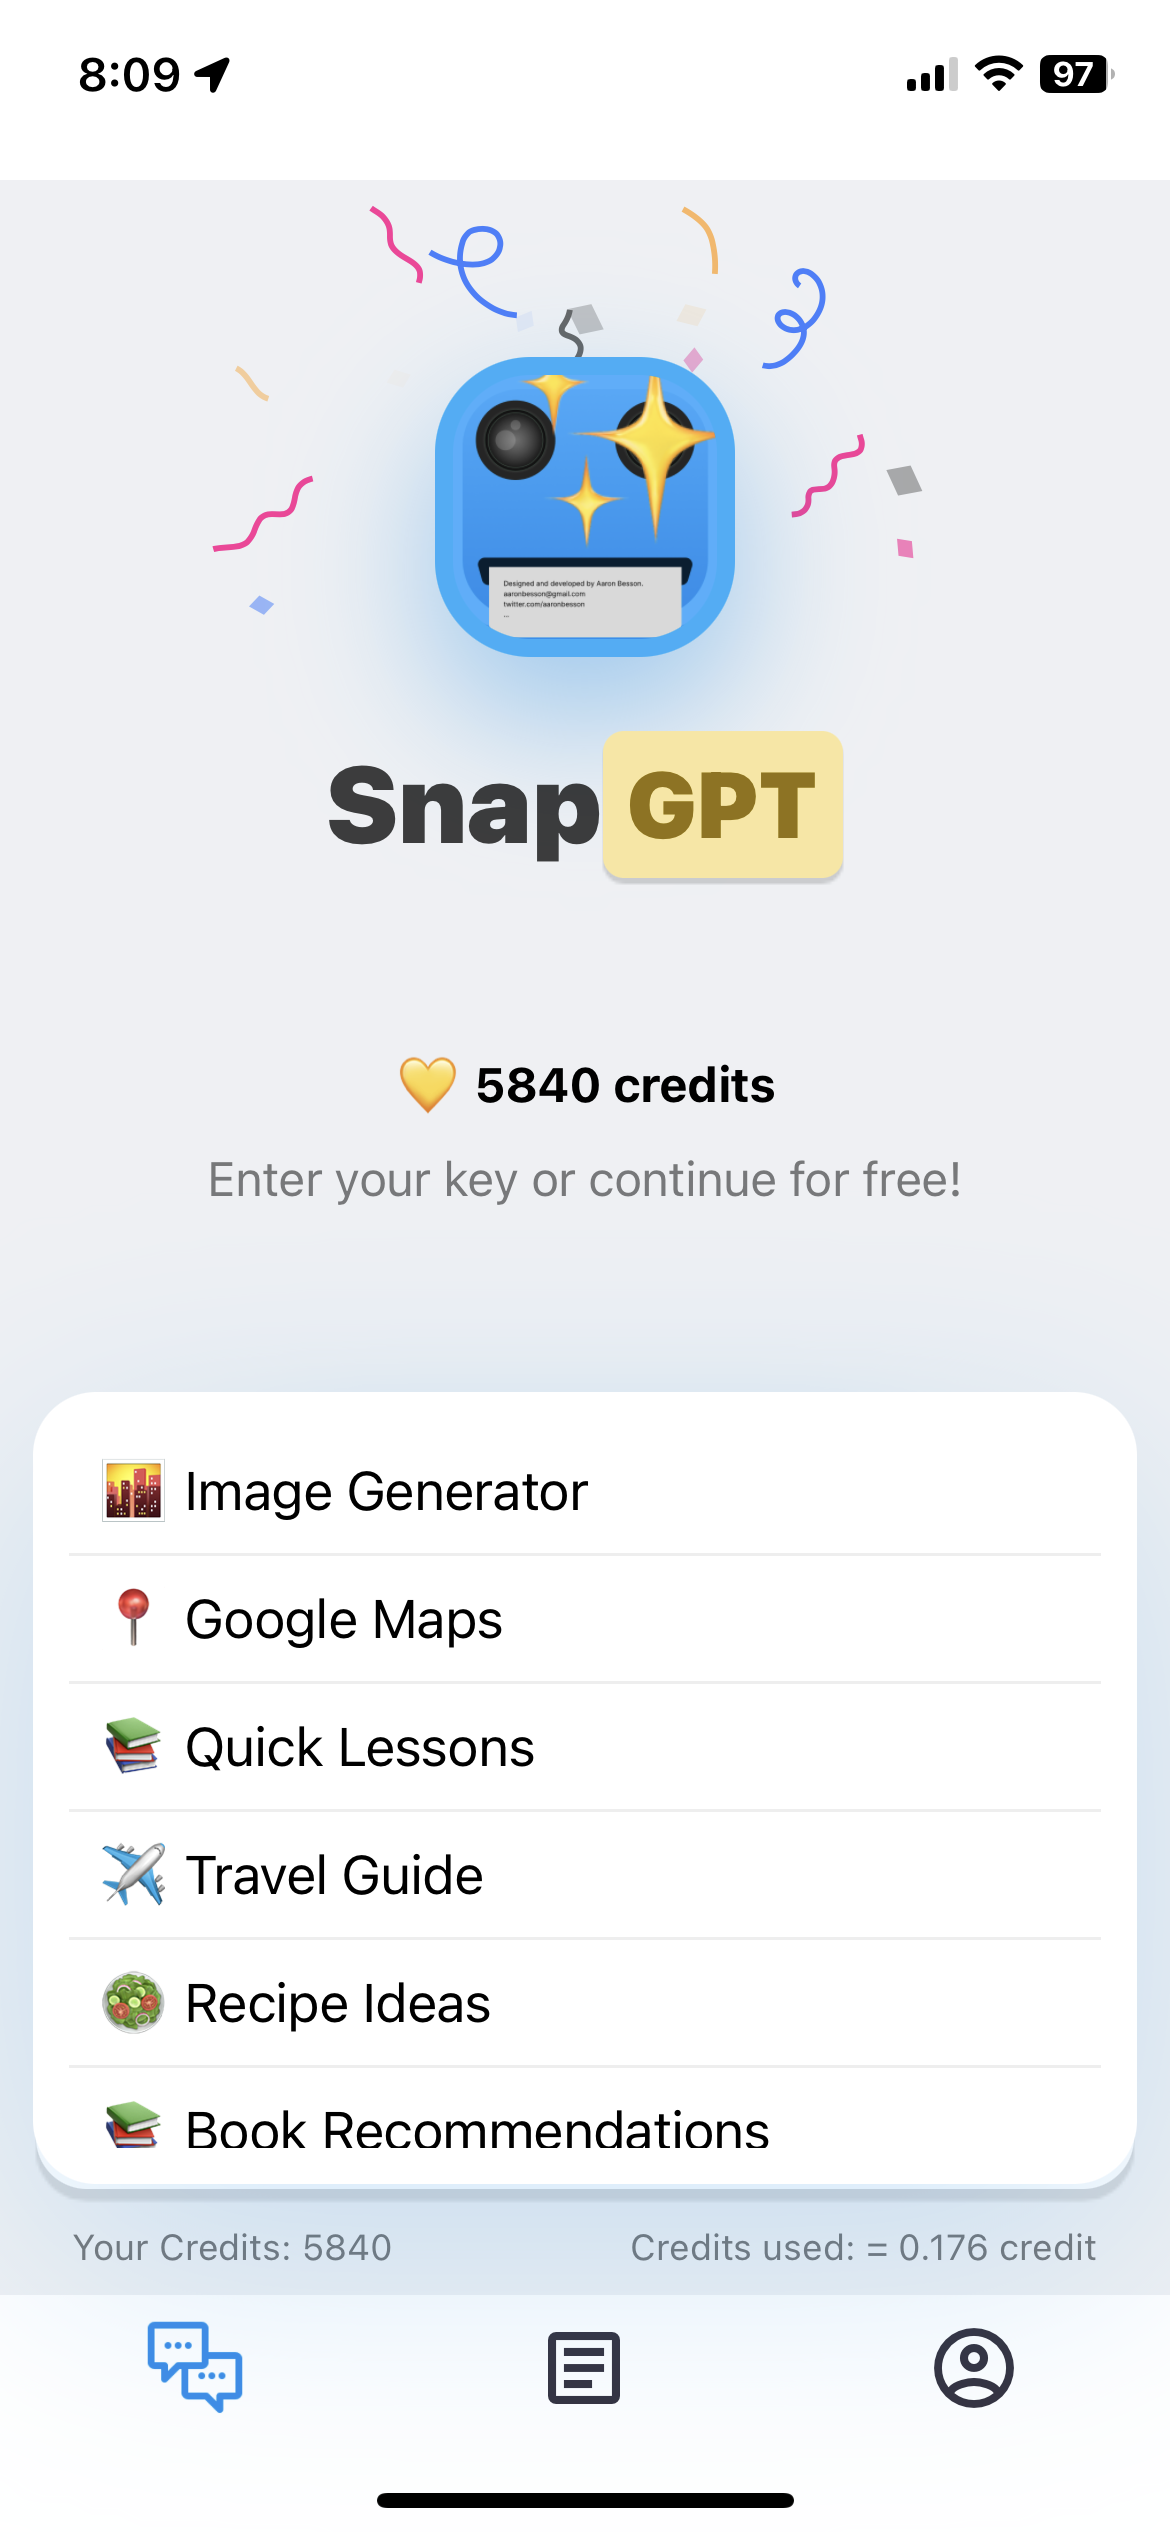 8:09
97
Designed and developed by Aaron Besson.
aaronbesson@gmail.com
twitter.com/aaronbesson
...
Snap GPT
5840 credits
Enter your key or continue for free!
Image Generator
Google Maps
Quick Lessons
Travel Guide
Recipe Ideas
Book Recommendations
Your Credits: 5840
Credits used: = 0.176 credit